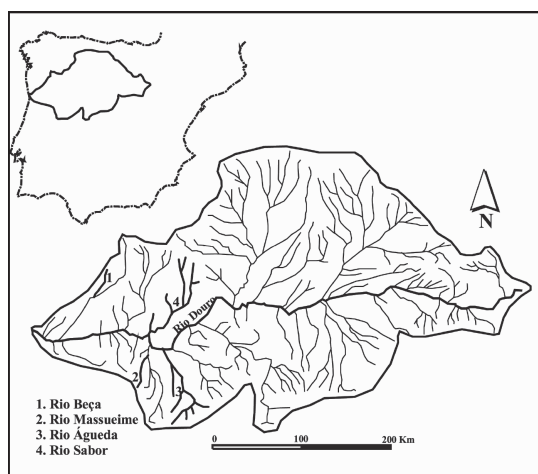 N
1
4
Rio Douro
2
3
1. Rio Beça
2. Rio Massueime
3. Rio Águeda
4. Rio Sabor
0 100 200 Km